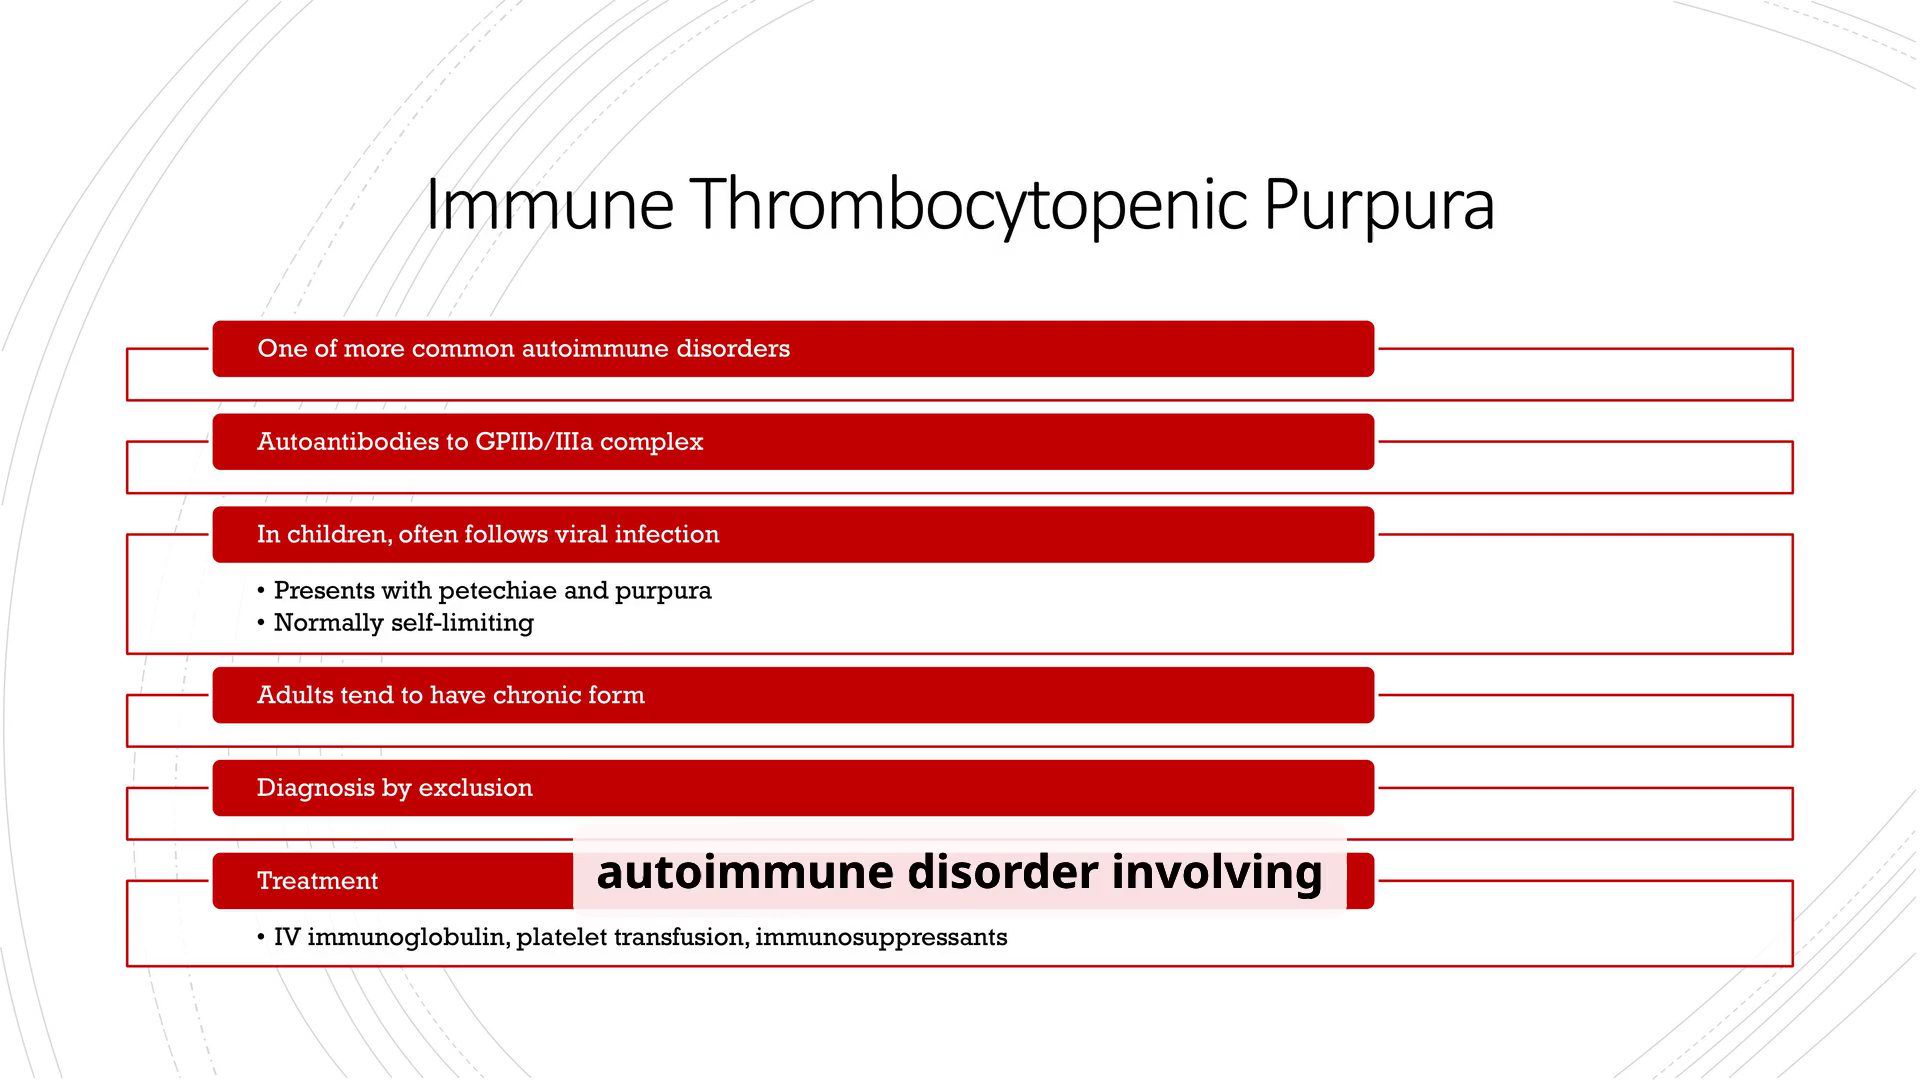 Immune Thrombocytopenic Purpura
One of more common autoimmune disorders
Autoantibodies to GPIIb/IIIa complex
In children, often follows viral infection
• Presents with petechiae and purpura
• Normally self-limiting
Adults tend to have chronic form
Diagnosis by exclusion
Treatment
autoimmune disorder involving
• IV immunoglobulin, platelet transfusion, immunosuppressants